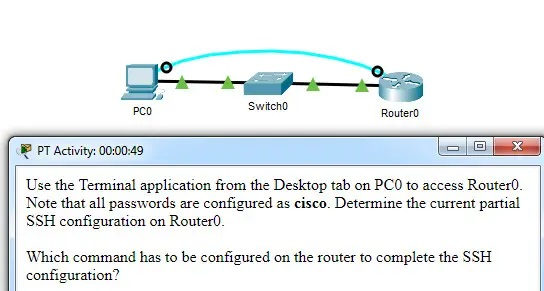 PC0
Switch0
Router0
PT Activity: 00:00:49
Use the Terminal application from the Desktop tab on PC0 to access Router0.
Note that all passwords are configured as cisco. Determine the current partial
SSH configuration on Router0.
Which command has to be configured on the router to complete the SSH
configuration?